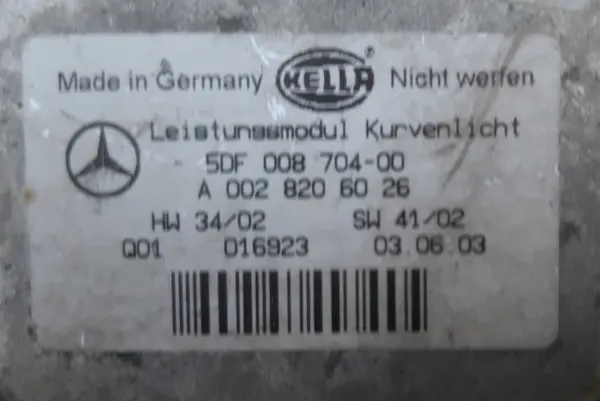 Made in Germany HELLA ® Nicht werfen
Leistungsmodul Kurvenlicht
5DF 008 704-00
A 002 820 60 26
HW 34/02 SW 41/02
Q01 016923 03.06.03